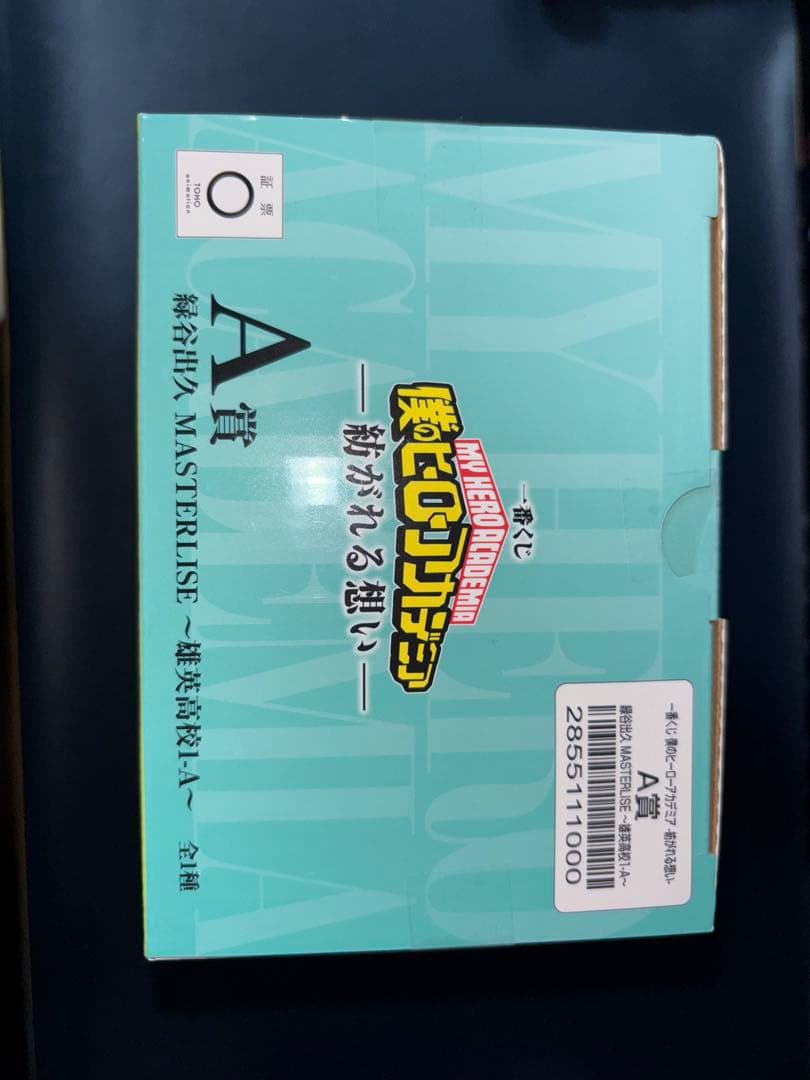 一番くじ
MY HERO ACADEMIA
僕のヒーローアカデミア
― 紡がれる想い ―
A賞
緑谷出久 MASTERLISE ～雄英高校1-A～ 全1種
証票
TOHO
animation
一番くじ 僕のヒーローアカデミア -紡がれる想い-
A賞
緑谷出久 MASTERLISE ～雄英高校1-A～
2855111000
MY HERO
ACADEMIA